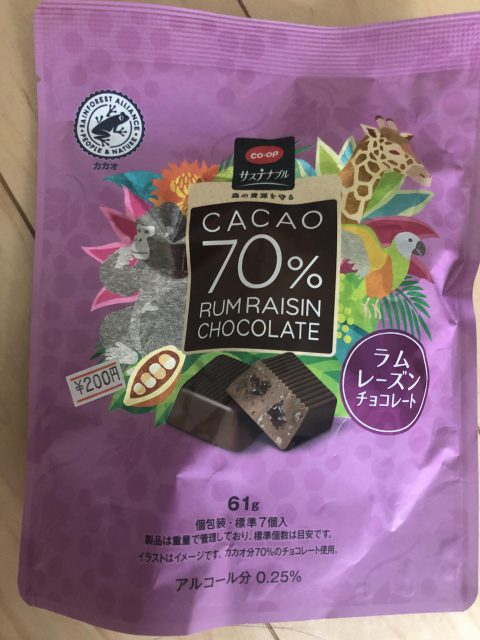 RAINFOREST ALLIANCE
PEOPLE & NATURE
カカオ
CO·OP
サステナブル
森の資源を守る
CACAO
70%
RUM RAISIN
CHOCOLATE
¥200円
ラム
レーズン
チョコレート
61g
個包装・標準7個入
製品は重量で管理しており、標準個数は目安です。
イラストはイメージです。カカオ分70%のチョコレート使用。
アルコール分 0.25%